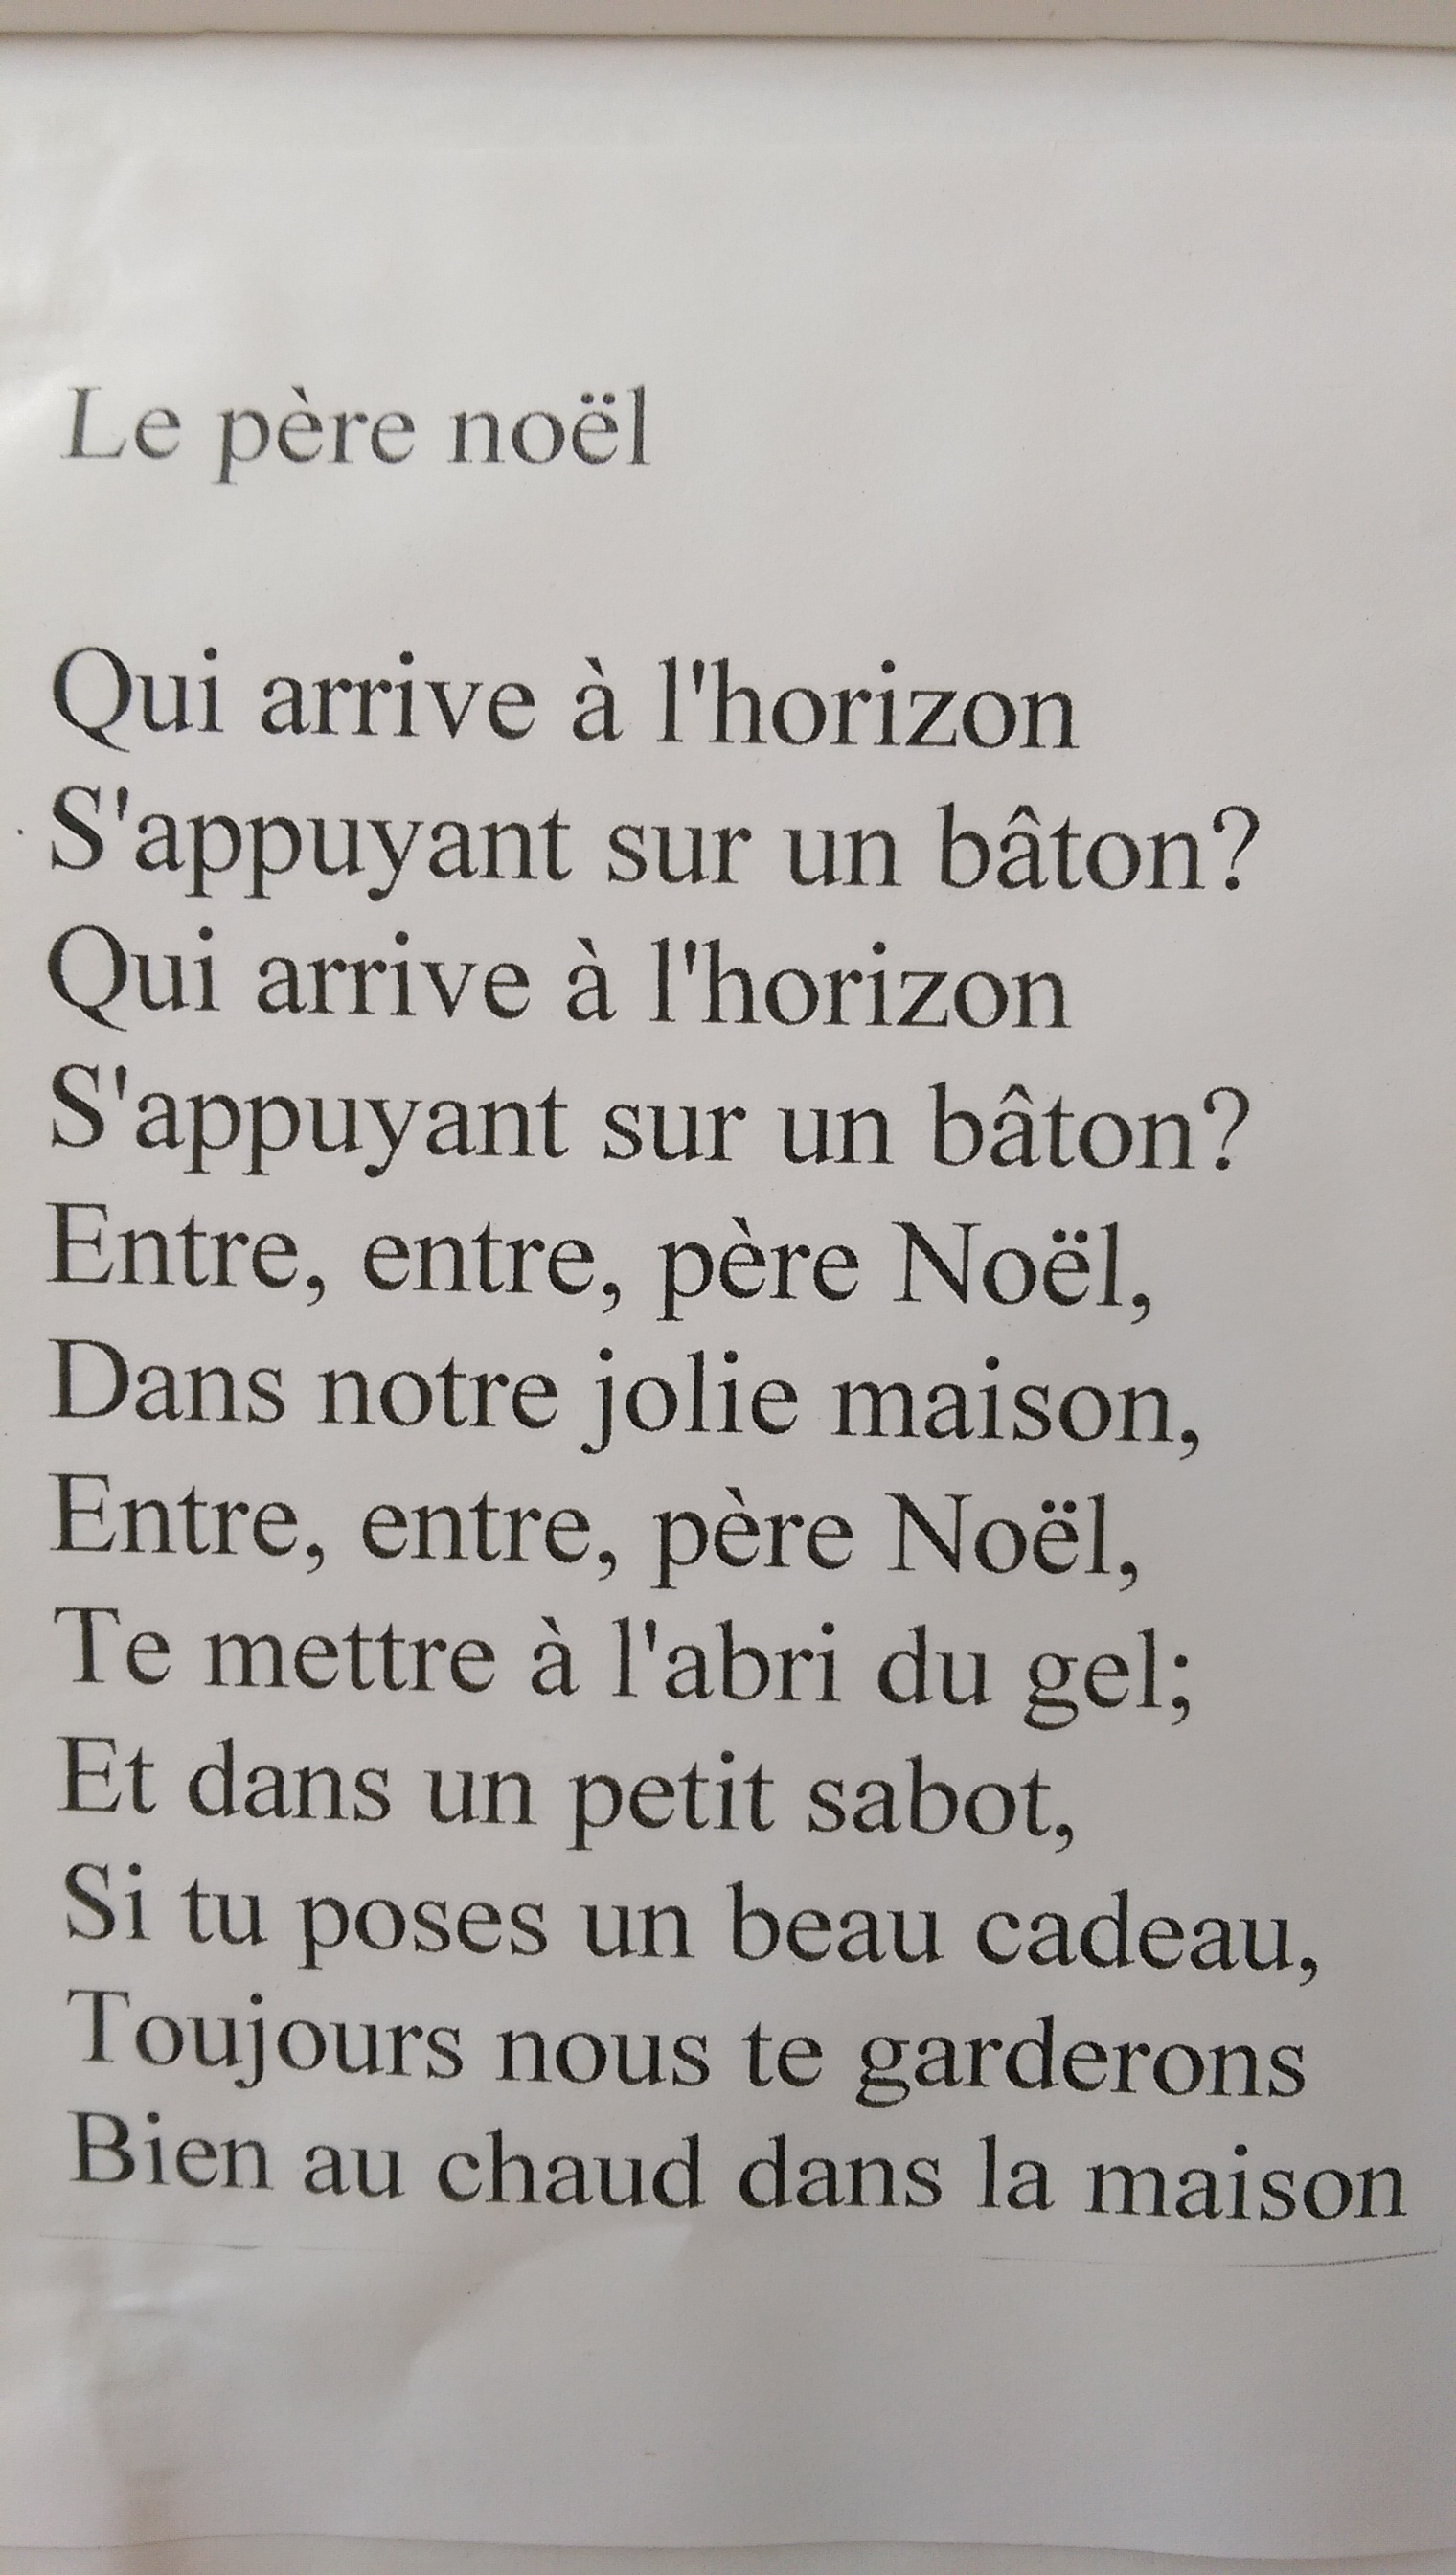 Le père noël
Qui arrive à l'horizon
S'appuyant sur un bâton?
Qui arrive à l'horizon
S'appuyant sur un bâton?
Entre, entre, père Noël,
Dans notre jolie maison,
Entre, entre, père Noël,
Te mettre à l'abri du gel;
Et dans un petit sabot,
Si tu poses un beau cadeau,
Toujours nous te garderons
Bien au chaud dans la maison